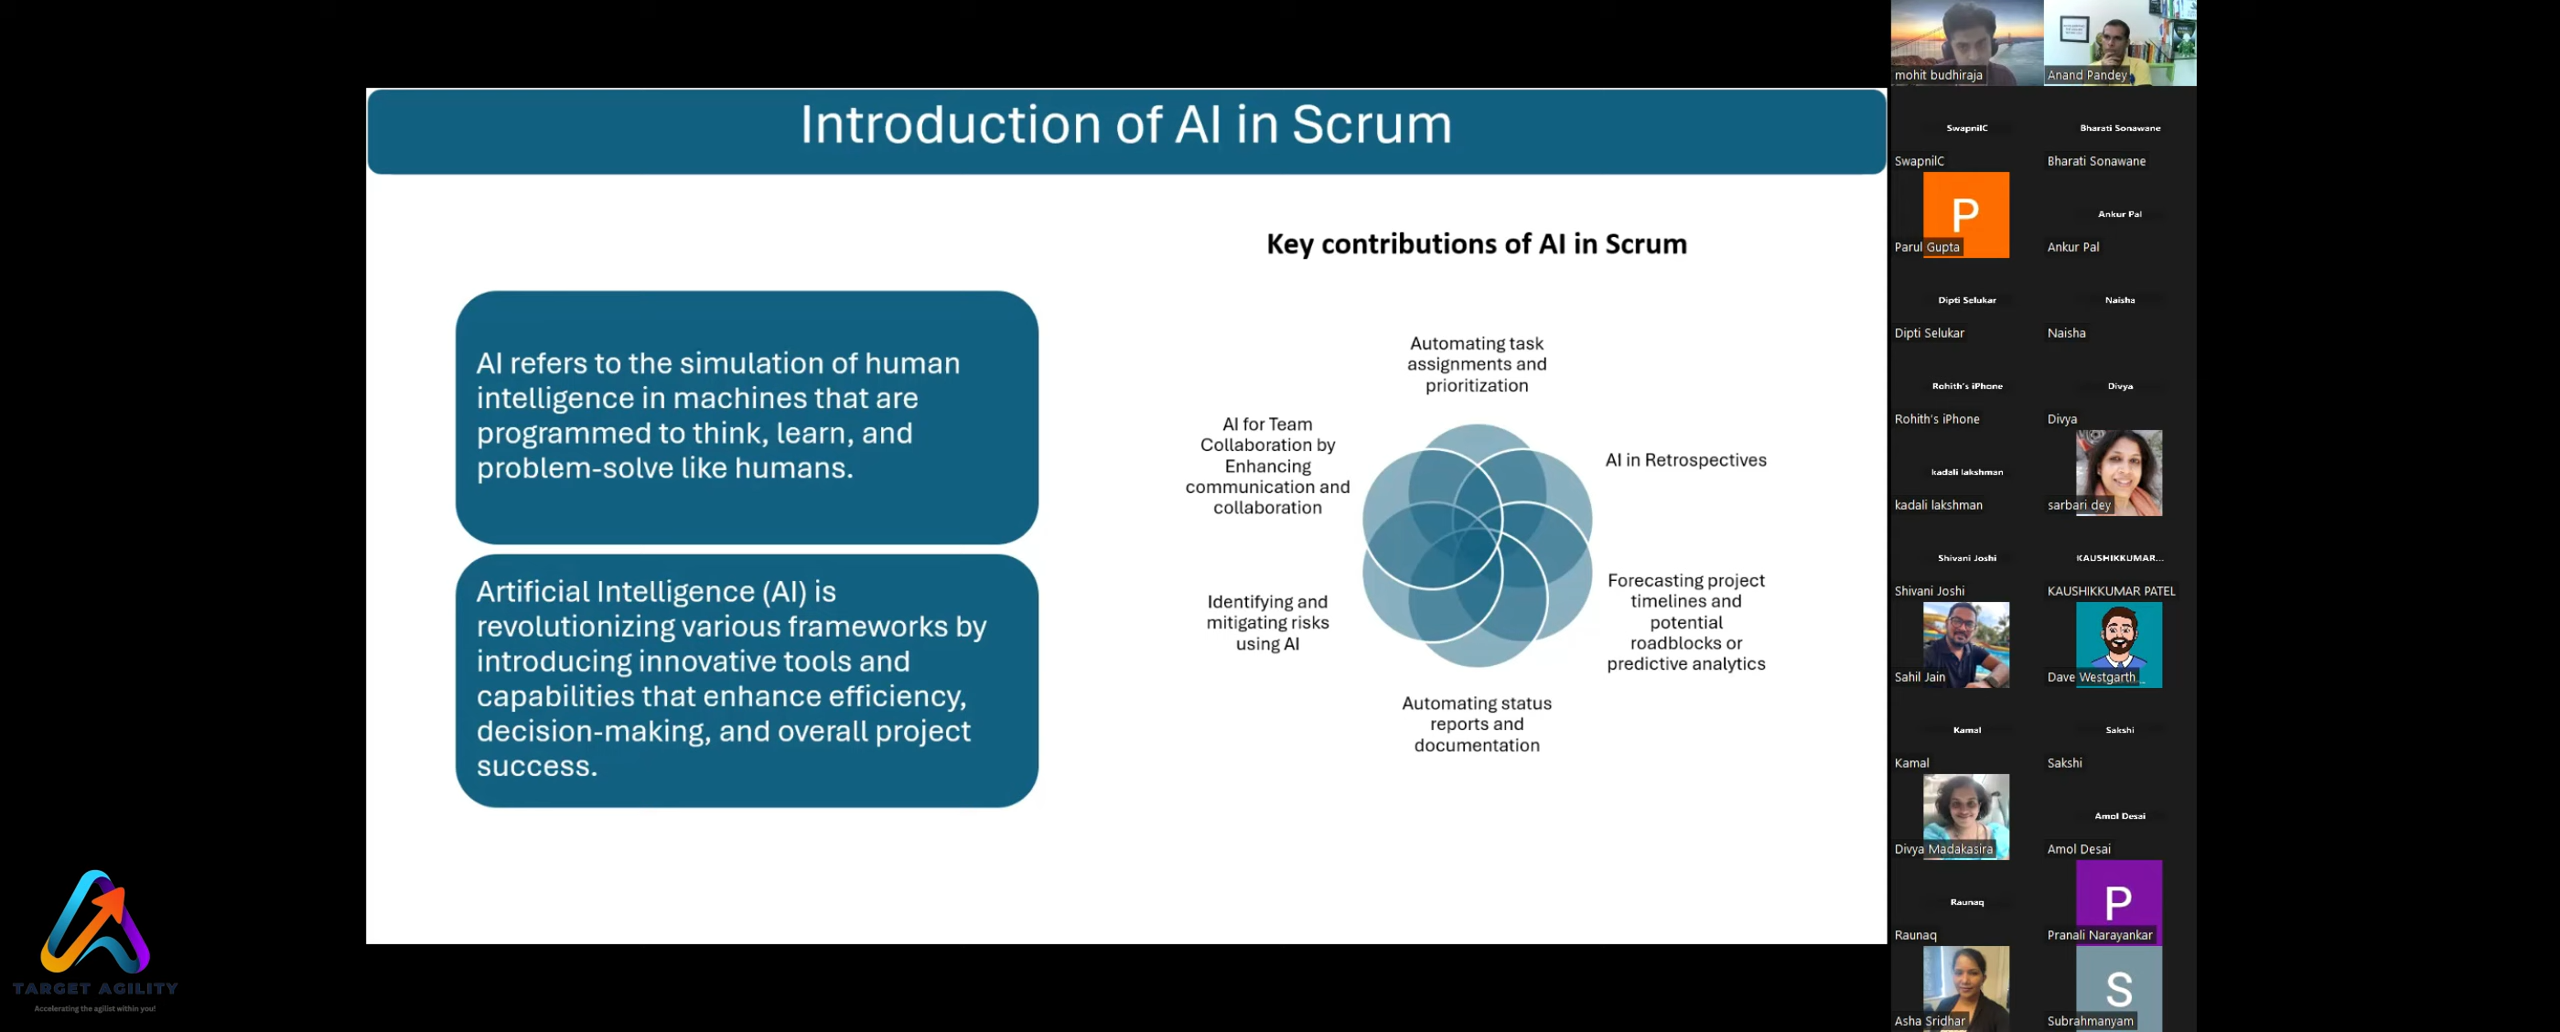 Introduction of AI in Scrum
AI refers to the simulation of human
intelligence in machines that are
programmed to think, learn, and
problem-solve like humans.
Artificial Intelligence (AI) is
revolutionizing various frameworks by
introducing innovative tools and
capabilities that enhance efficiency,
decision-making, and overall project
success.
Key contributions of AI in Scrum
Automating task
assignments and
prioritization
AI in Retrospectives
Forecasting project
timelines and
potential
roadblocks or
predictive analytics
Automating status
reports and
documentation
Identifying and
mitigating risks
using AI
AI for Team
Collaboration by
Enhancing
communication and
collaboration
TARGET AGILITY
Accelerating the agilist within you!
mohit budhiraja
Anand Pandey
SwapnilC
SwapnilC
Bharati Sonawane
Bharati Sonawane
P
Parul Gupta
Ankur Pal
Ankur Pal
Dipti Selukar
Dipti Selukar
Naisha
Naisha
Rohith's iPhone
Rohith's iPhone
Divya
Divya
kadali lakshman
kadali lakshman
sarbari dey
Shivani Joshi
Shivani Joshi
KAUSHIKKUMAR...
KAUSHIKKUMAR PATEL
Sahil Jain
Dave Westgarth...
Kamal
Kamal
Sakshi
Sakshi
Divya Madakasira
Amol Desai
Amol Desai
Raunaq
Raunaq
P
Pranali Narayankar
Asha Sridhar
S
Subrahmanyam